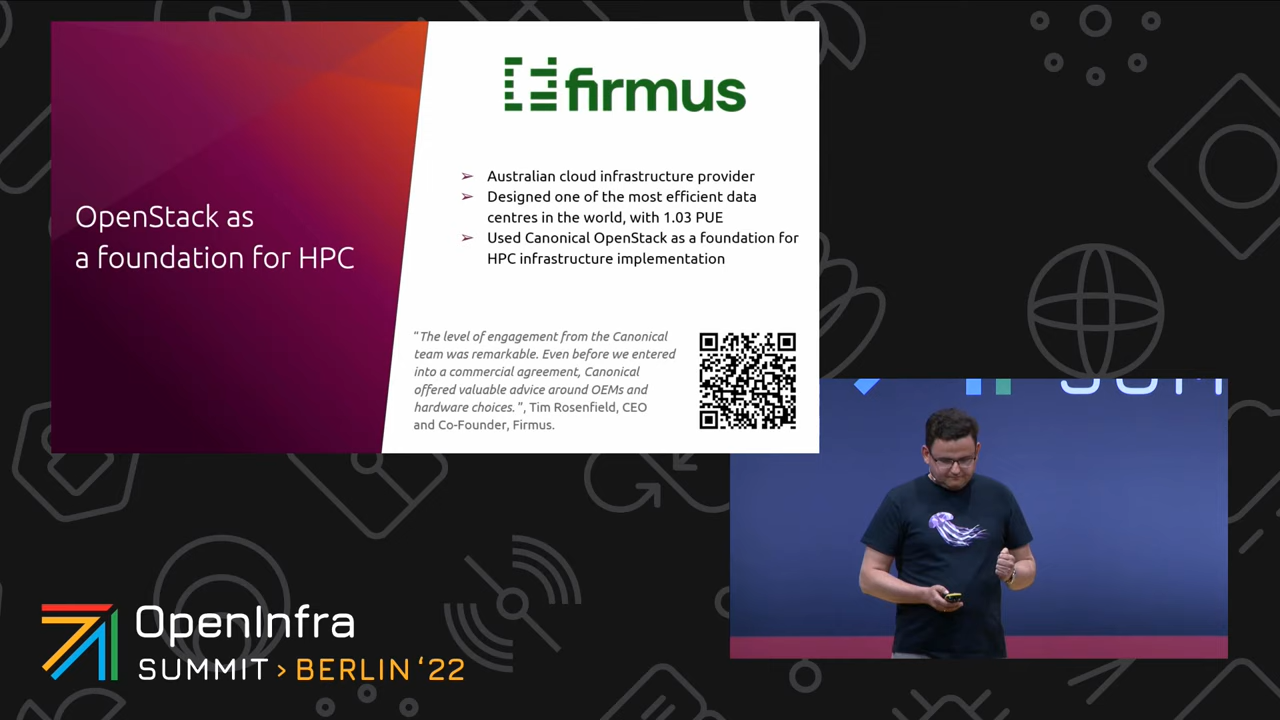 firmus
OpenStack as
a foundation for HPC
➢ Australian cloud infrastructure provider
➢ Designed one of the most efficient data
centres in the world, with 1.03 PUE
➢ Used Canonical OpenStack as a foundation for
HPC infrastructure implementation
"The level of engagement from the Canonical
team was remarkable. Even before we entered
into a commercial agreement, Canonical
offered valuable advice around OEMs and
hardware choices. ", Tim Rosenfield, CEO
and Co-Founder, Firmus.
OpenInfra
SUMMIT > BERLIN ‘22